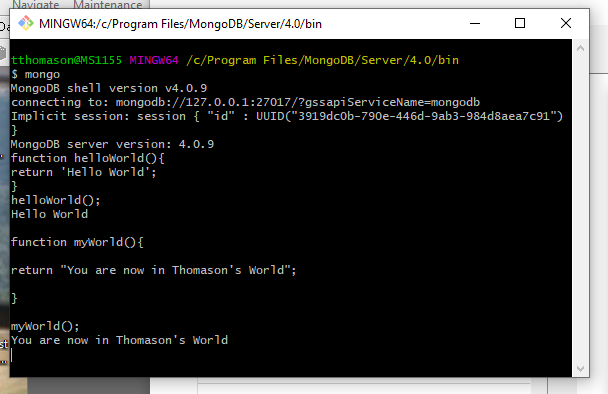 Navigate Maintenance
MINGW64:/c/Program Files/MongoDB/Server/4.0/bin
tthomason@MS1155 MINGW64 /c/Program Files/MongoDB/Server/4.0/bin
$ mongo
MongoDB shell version v4.0.9
connecting to: mongodb://127.0.0.1:27017/?gssapiServiceName=mongodb
Implicit session: session { "id" : UUID("3919dc0b-790e-446d-9ab3-984d8aea7c91")
}
MongoDB server version: 4.0.9
function helloWorld(){
return 'Hello World';
}
helloWorld();
Hello World
function myWorld(){
return "You are now in Thomason's World";
}
myWorld();
You are now in Thomason's World